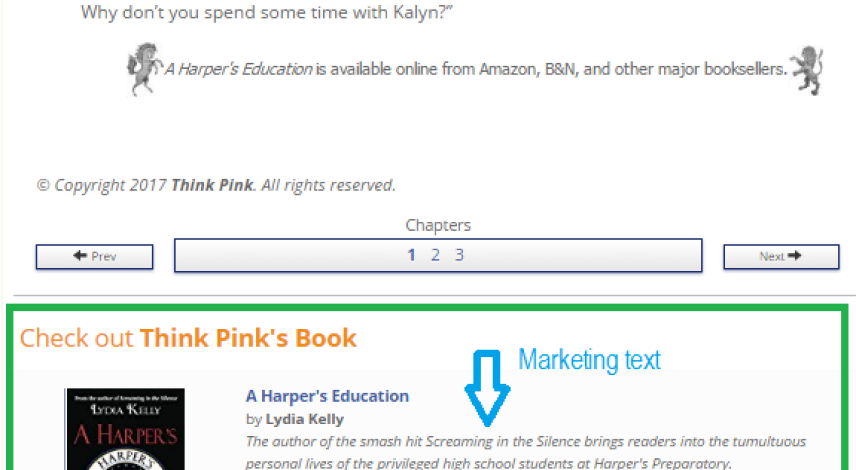 Why don’t you spend some time with Kalyn?”
A Harper's Education is available online from Amazon, B&N, and other major booksellers.
© Copyright 2017 Think Pink. All rights reserved.
Chapters
Prev
1 2 3
Next
Check out Think Pink's Book
Marketing text
From the author of Screaming in the Silence
LYDIA KELLY
A HARPER'S
HARPER'S
A Harper's Education
by Lydia Kelly
The author of the smash hit Screaming in the Silence brings readers into the tumultuous
personal lives of the privileged high school students at Harper's Preparatory.